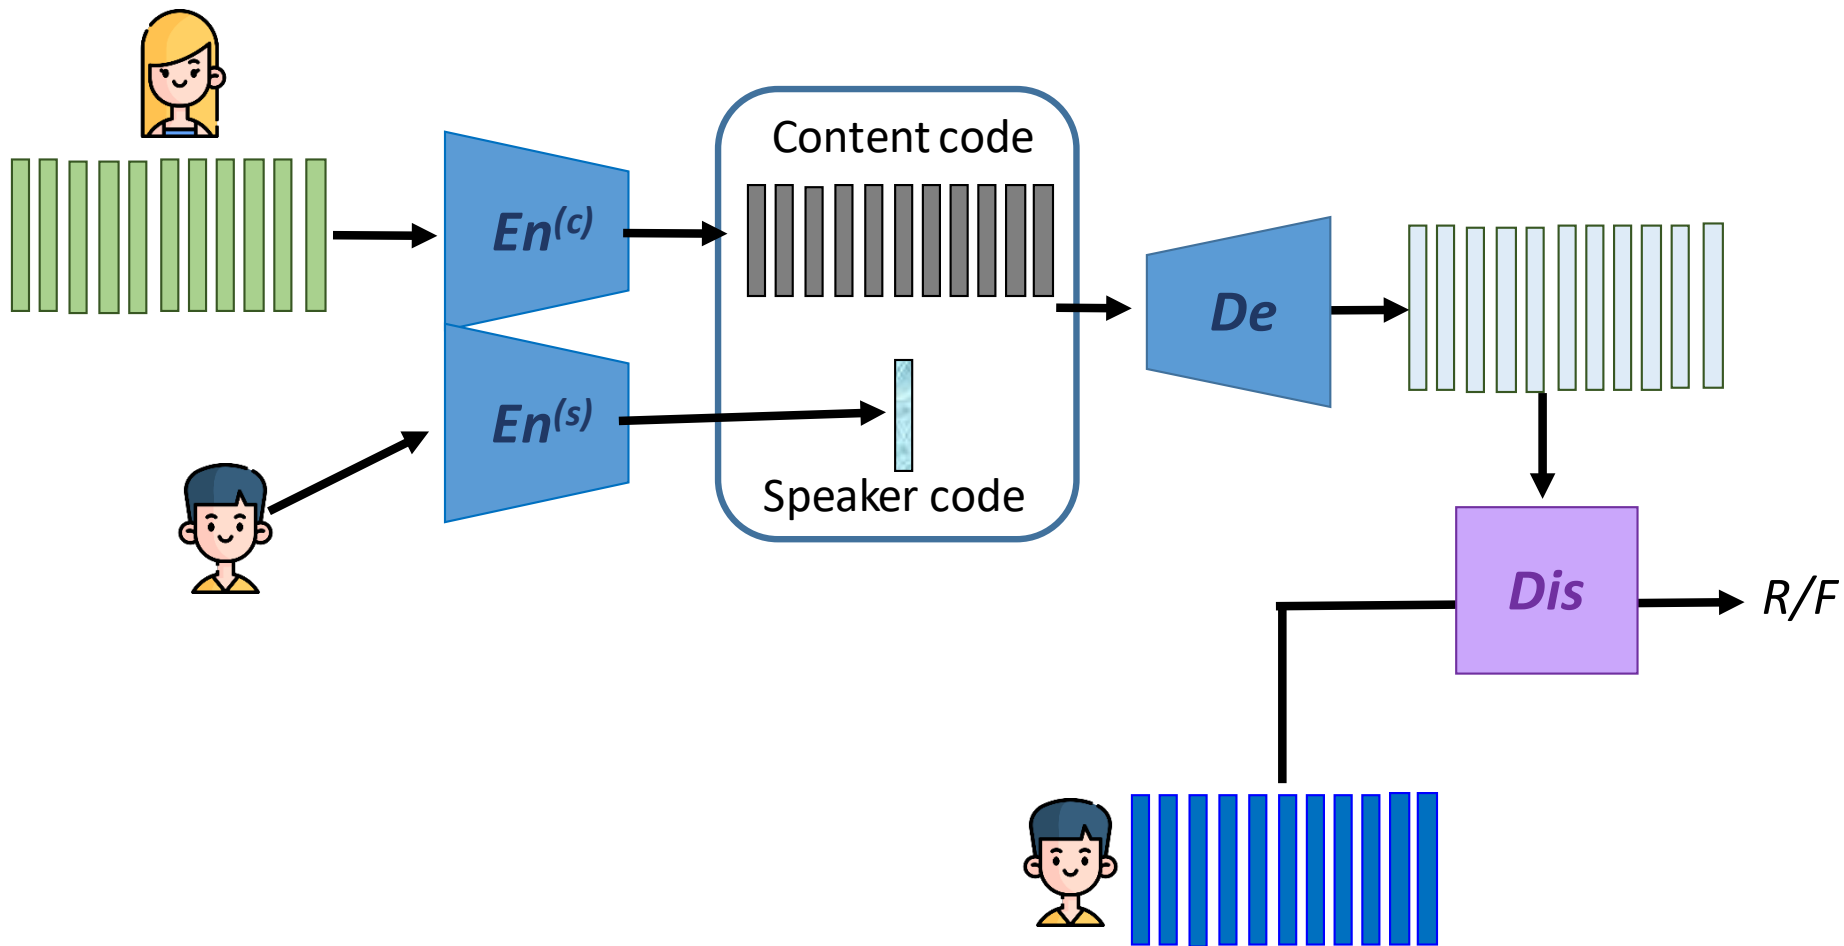 Content code
En(c)
De
En(s)
Speaker code
Dis
R/F